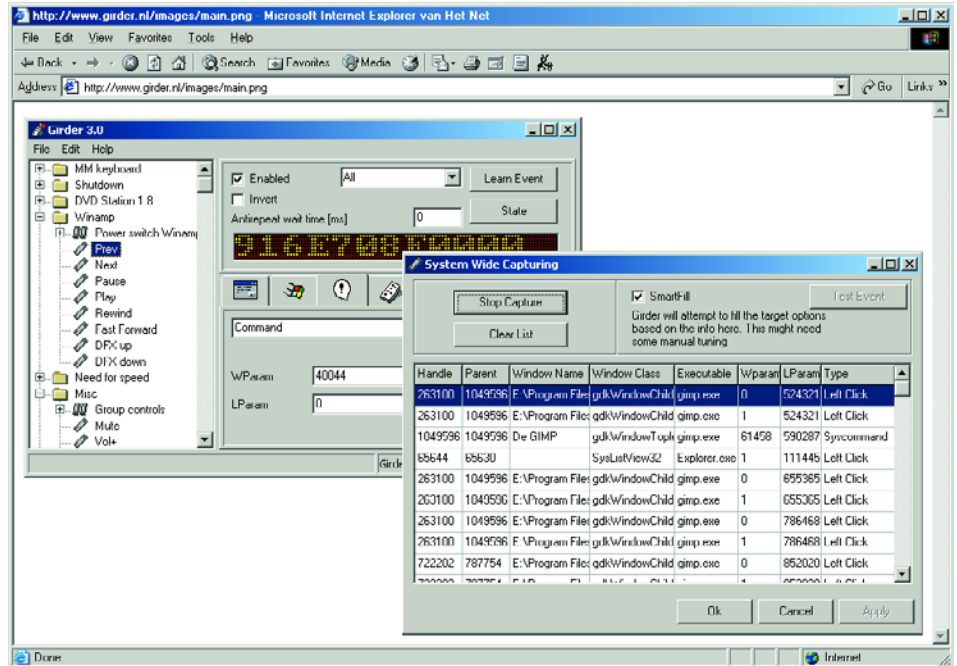 http://www.girder.nl/images/main.png - Microsoft Internet Explorer van Het Net
File Edit View Favorites Tools Help
Back Search Favorites Media
Address http://www.girder.nl/images/main.png Go Links »
Girder 3.0
File Edit Help
MM keyboard
Shutdown
DVD Station 1.8
Winamp
Power switch Winamp
Prev
Next
Pause
Play
Rewind
Fast Forward
DFX up
DFX down
Need for speed
Misc
Group controls
Mute
Vol+
Enabled All Learn Event
Invert
Antirepeat wait time [ms] 0 State
916E708E0000
Command
WParam 40044
LParam 0
Girde
System Wide Capturing
Stop Capture
Clear List
SmartFill Test Event
Girder will attempt to fill the target options
based on the info here. This might need
some manual tuning
Handle Parent Window Name Window Class Executable Wparam LParam Type
263100 1049596 E:\Program Files gdkWindowChild gimp.exe 0 524321 Left Click
263100 1049596 E:\Program Files gdkWindowChild gimp.exe 1 524321 Left Click
1049596 1049596 De GIMP gdkWindowTople gimp.exe 61458 590287 Syscommand
65644 65630 SysListView32 Explorer.exe 1 111445 Left Click
263100 1049596 E:\Program Files gdkWindowChild gimp.exe 0 655365 Left Click
263100 1049596 E:\Program Files gdkWindowChild gimp.exe 1 655365 Left Click
263100 1049596 E:\Program Files gdkWindowChild gimp.exe 0 786468 Left Click
263100 1049596 E:\Program Files gdkWindowChild gimp.exe 1 786468 Left Click
722202 787754 E:\Program Files gdkWindowChild gimp.exe 0 852020 Left Click
Ok Cancel Apply
Done Internet